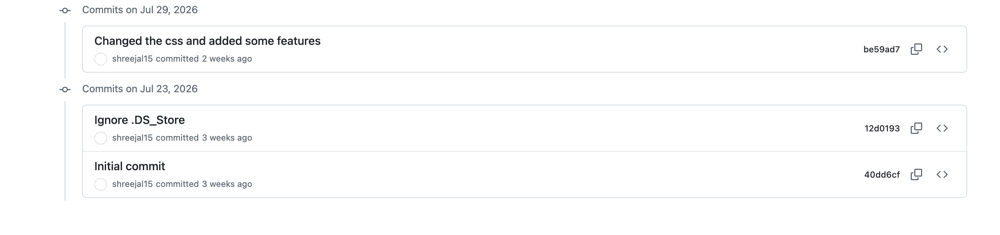 Commits on Jul 29, 2026
Changed the css and added some features
shreejal15 committed 2 weeks ago
be59ad7
Commits on Jul 23, 2026
Ignore .DS_Store
shreejal15 committed 3 weeks ago
12d0193
Initial commit
shreejal15 committed 3 weeks ago
40dd6cf